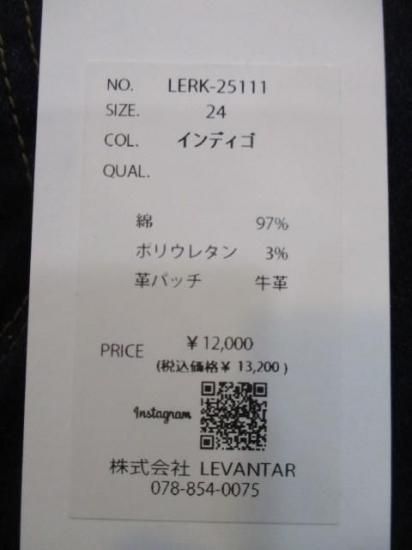 NO. LERK-25111
SIZE. 24
COL. インディゴ
QUAL.
綿 97%
ポリウレタン 3%
革パッチ 牛革
PRICE ¥12,000
(税込価格¥ 13,200 )
Instagram
株式会社 LEVANTAR
078-854-0075